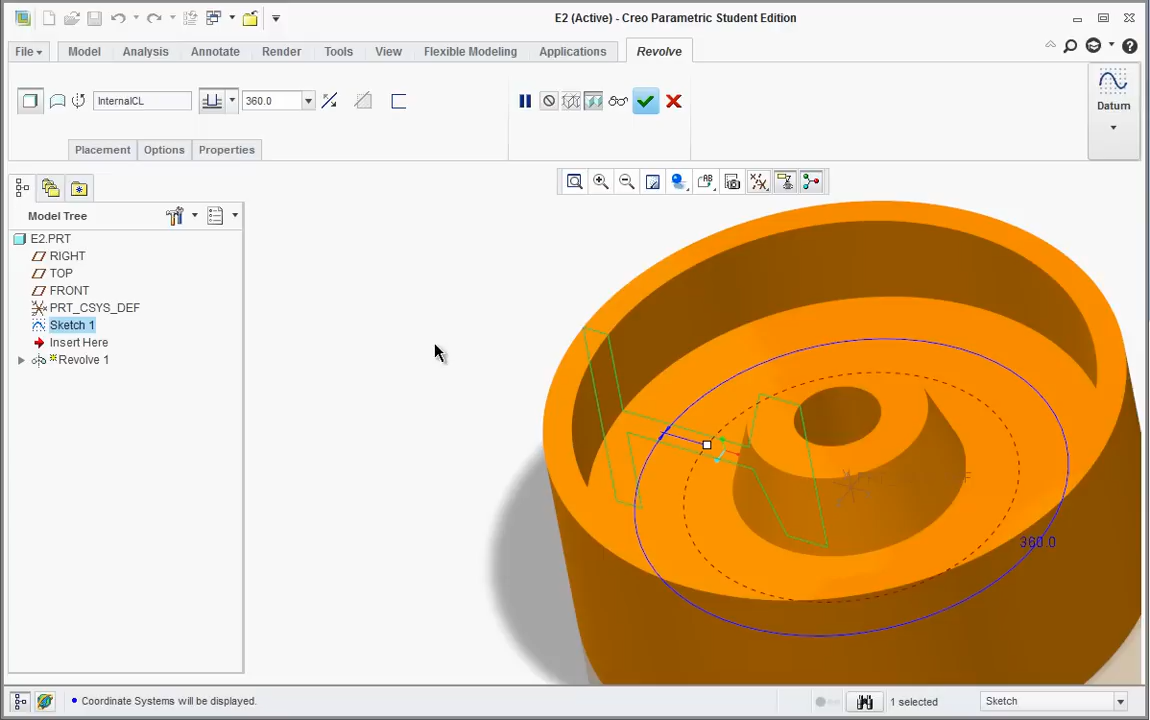 E2 (Active) - Creo Parametric Student Edition
File
Model
Analysis
Annotate
Render
Tools
View
Flexible Modeling
Applications
Revolve
InternalCL
360.0
Datum
Placement
Options
Properties
Model Tree
E2.PRT
RIGHT
TOP
FRONT
PRT_CSYS_DEF
Sketch 1
Insert Here
Revolve 1
360.0
Coordinate Systems will be displayed.
1 selected
Sketch